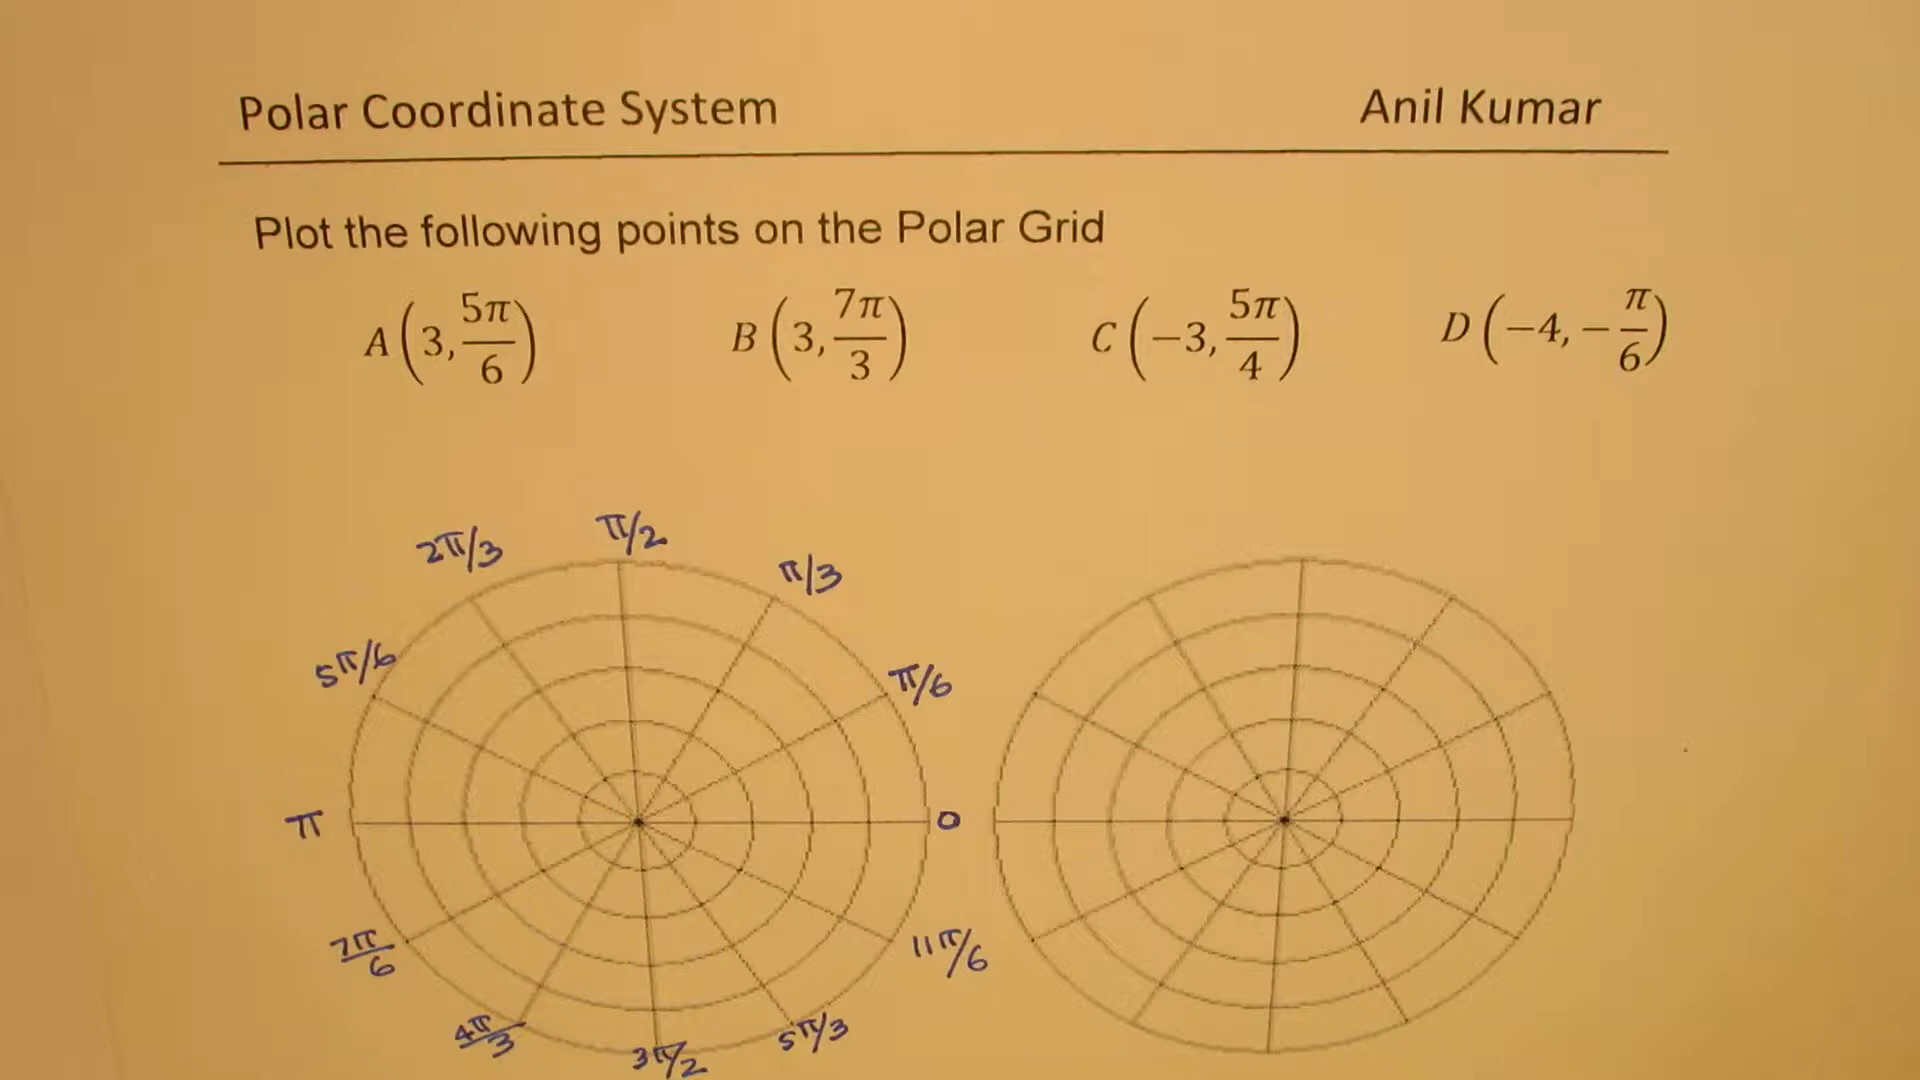 Polar Coordinate System Anil Kumar
Plot the following points on the Polar Grid
A(3, 5π/6) B(3, 7π/3) C(−3, 5π/4) D(−4, −π/6)
2π/3 π/2 π/3
5π/6 π/6
π 0
7π/6 11π/6
4π/3 3π/2 5π/3